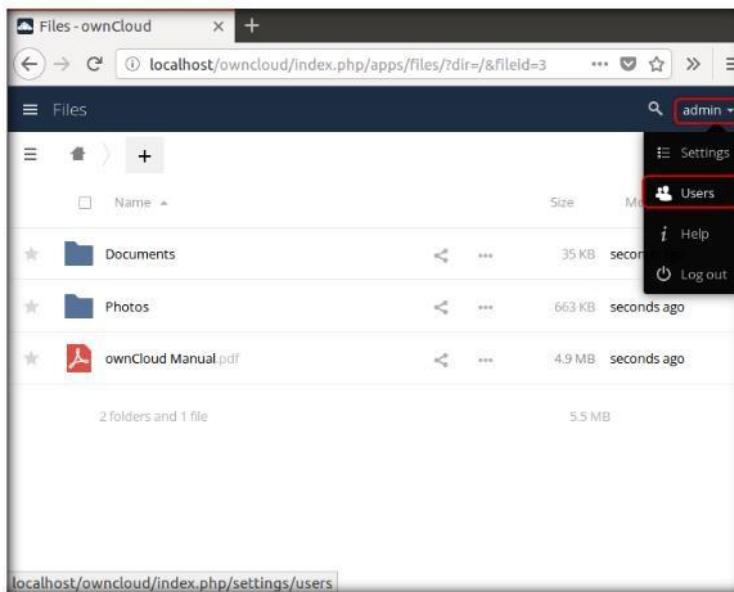 Files - ownCloud
localhost/owncloud/index.php/apps/files/?dir=/&fileid=3
Files
admin
Settings
Name Size
Users
Help
Documents 35 KB
Log out
Photos 663 KB seconds ago
ownCloud Manual.pdf 4.9 MB seconds ago
2 folders and 1 file 5.5 MB
localhost/owncloud/index.php/settings/users